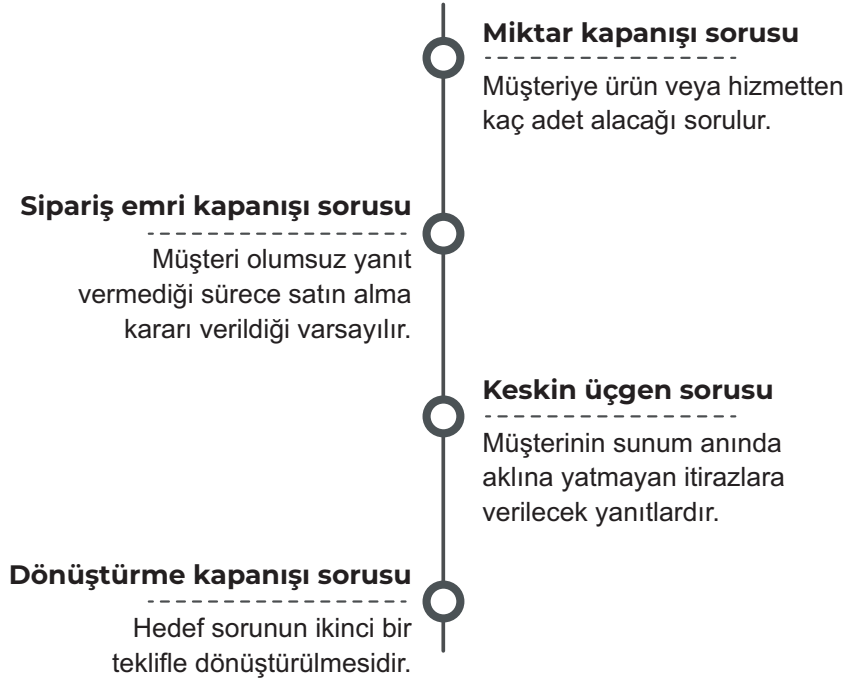 Miktar kapanışı sorusu
Müşteriye ürün veya hizmetten
kaç adet alacağı sorulur.
Sipariş emri kapanışı sorusu
Müşteri olumsuz yanıt
vermediği sürece satın alma
kararı verildiği varsayılır.
Keskin üçgen sorusu
Müşterinin sunum anında
aklına yatmayan itirazlara
verilecek yanıtlardır.
Dönüştürme kapanışı sorusu
Hedef sorunun ikinci bir
teklifle dönüştürülmesidir.